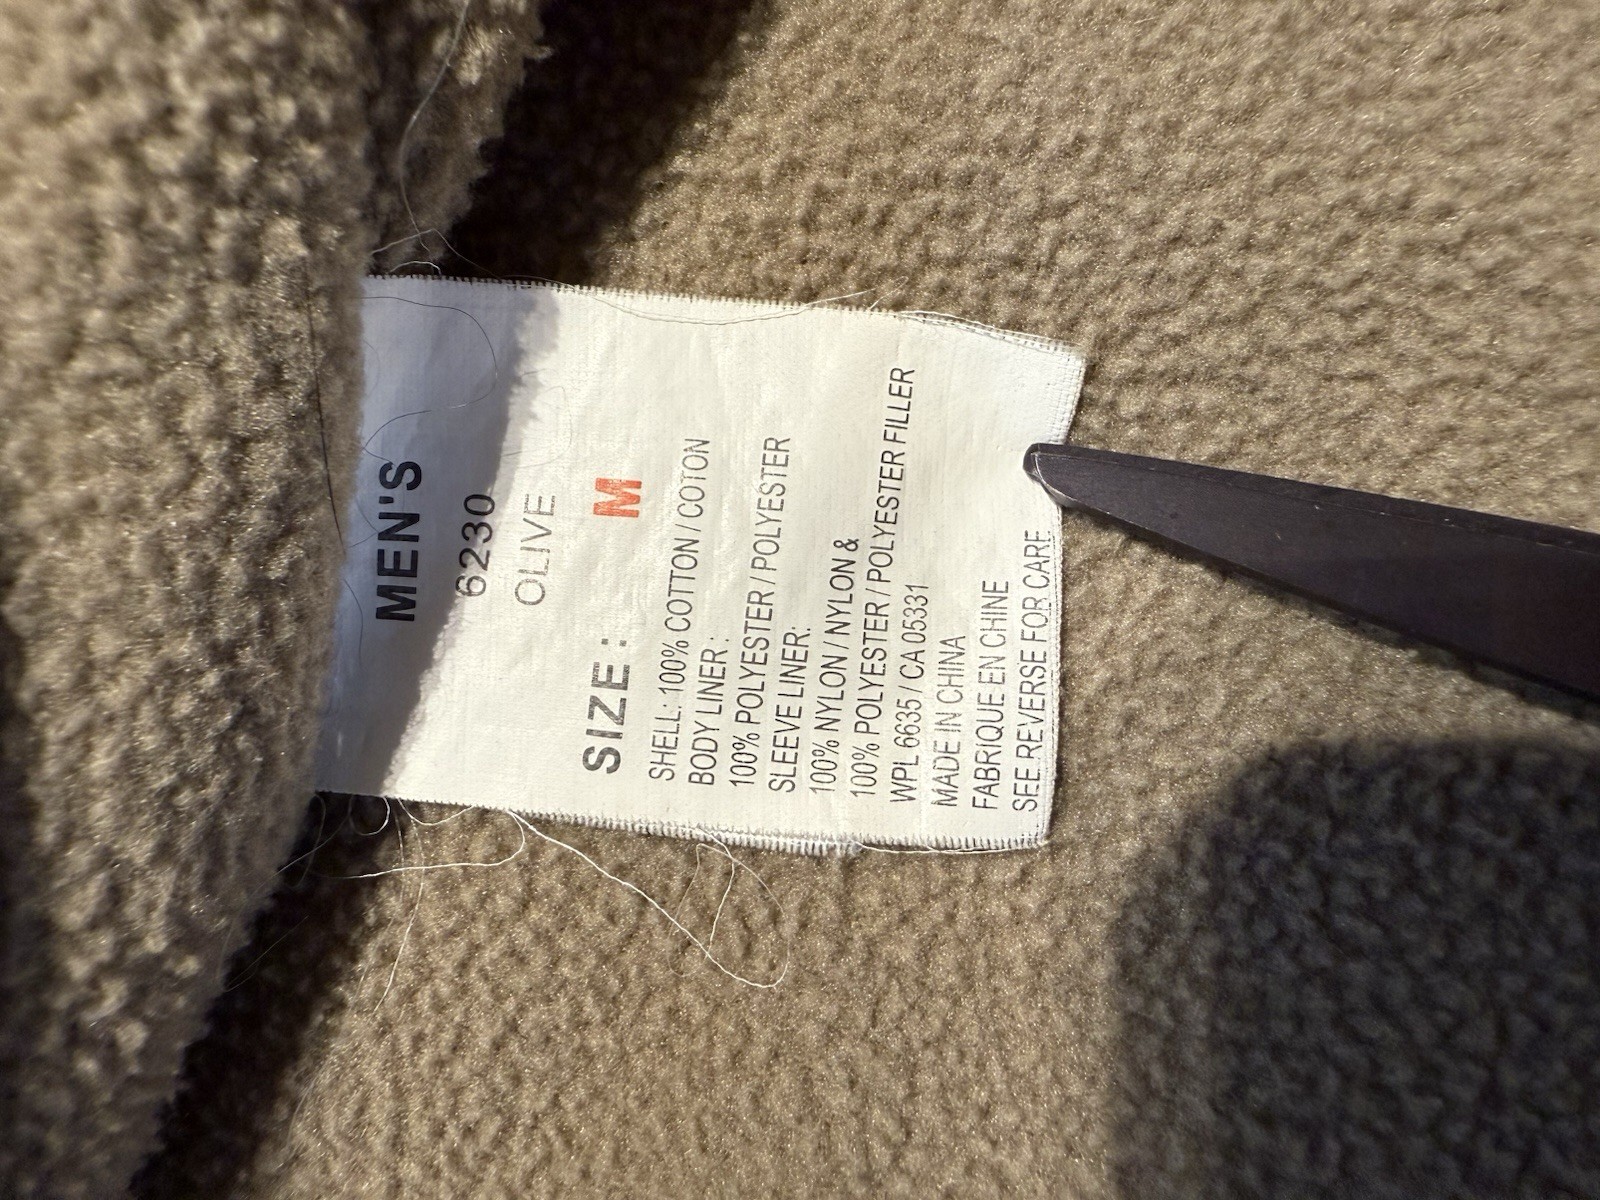 MEN'S
6230
OLIVE
SIZE : M
SHELL: 100% COTTON / COTON
BODY LINER :
100% POLYESTER / POLYESTER
SLEEVE LINER:
100% NYLON / NYLON &
100% POLYESTER / POLYESTER FILLER
WPL 6635 / CA 05331
MADE IN CHINA
FABRIQUE EN CHINE
SEE REVERSE FOR CARE